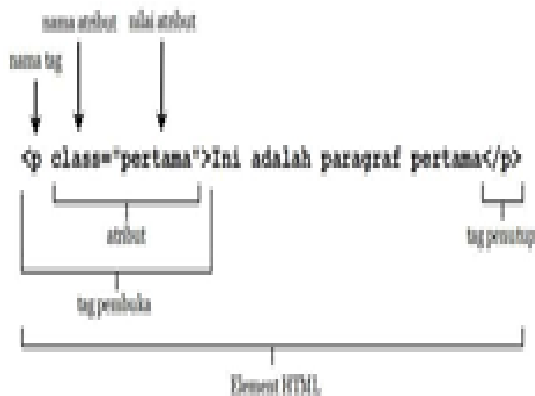 nama atribut nilai atribut
nama tag
<p class="pertama">Ini adalah paragraf pertama</p>
atribut tag penutup
tag pembuka
Element HTML